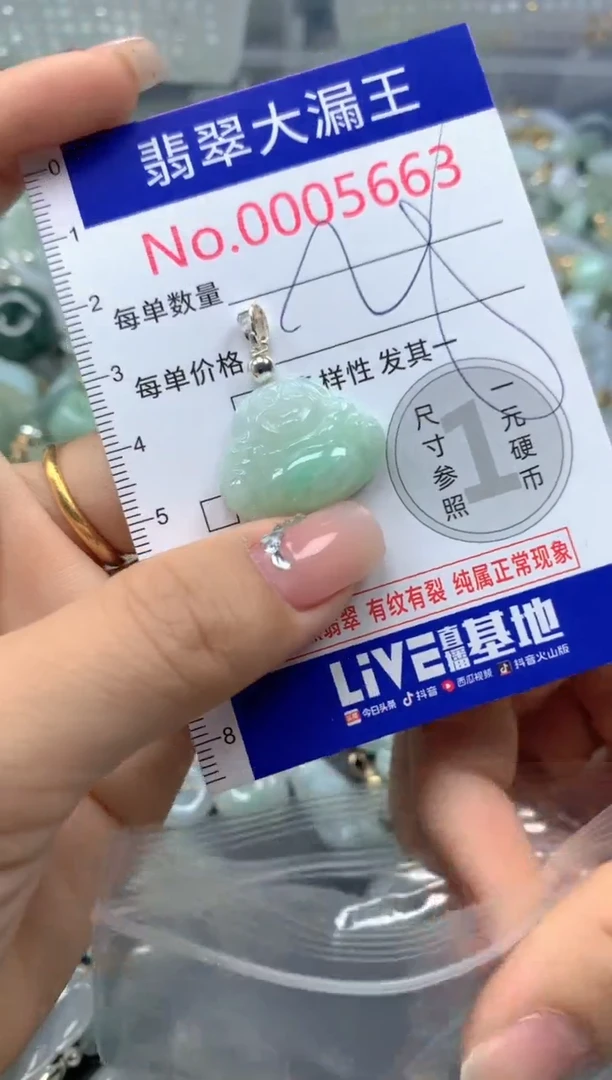 翡翠大漏王
No.0005663
每单数量
每单价格
样性 发其一
尺寸参照
1
一元硬币
翡翠 有纹有裂 纯属正常现象
LiVE直播基地
今日头条 抖音 西瓜视频 抖音火山版
0
1
2
3
4
5
8